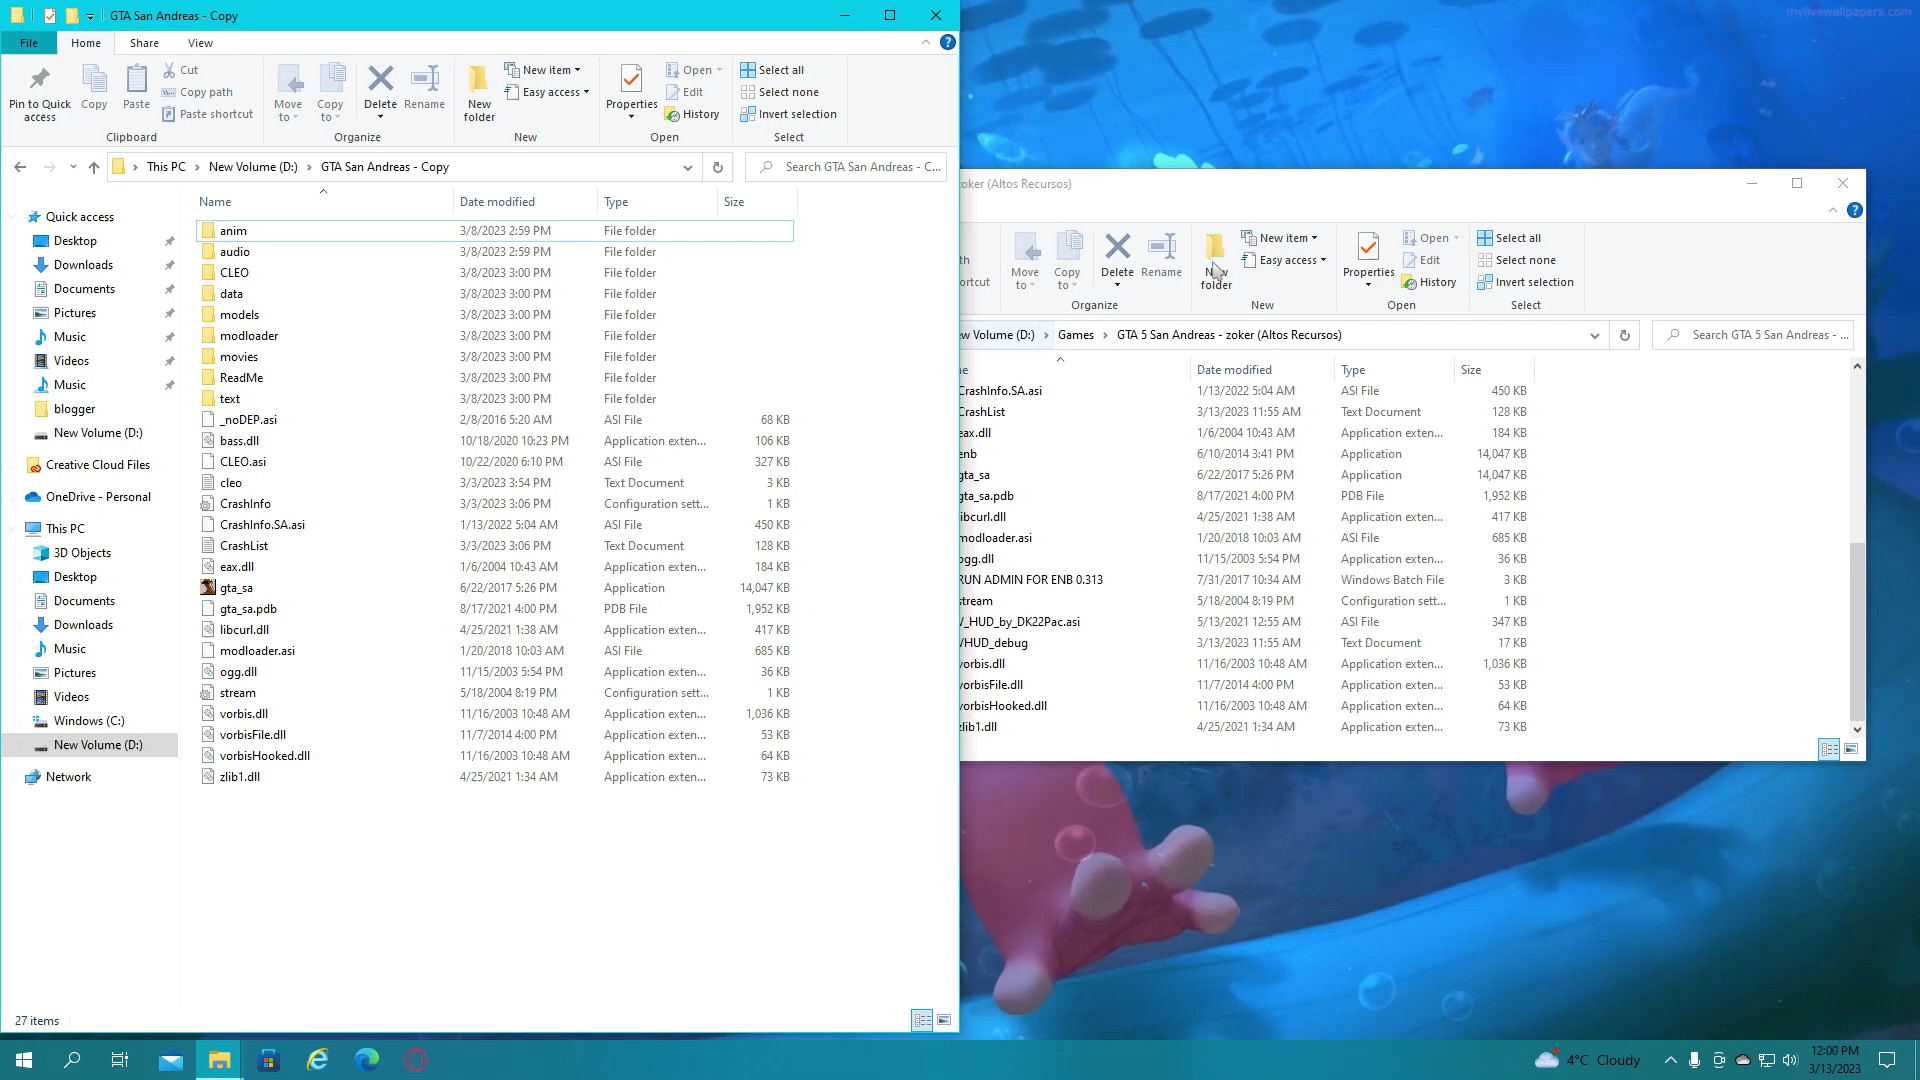 GTA San Andreas - Copy
File
Home
Share
View
Pin to Quick access
Copy
Paste
Cut
Copy path
Paste shortcut
Clipboard
Move to
Copy to
Delete
Rename
Organize
New folder
New item
Easy access
New
Properties
Open
Edit
History
Open
Select all
Select none
Invert selection
Select
This PC
New Volume (D:)
GTA San Andreas - Copy
Search GTA San Andreas - C...
Quick access
Desktop
Downloads
Documents
Pictures
Music
Videos
Music
blogger
New Volume (D:)
Creative Cloud Files
OneDrive - Personal
This PC
3D Objects
Desktop
Documents
Downloads
Music
Pictures
Videos
Windows (C:)
New Volume (D:)
Network
Name Date modified Type Size
anim 3/8/2023 2:59 PM File folder
audio 3/8/2023 2:59 PM File folder
CLEO 3/8/2023 3:00 PM File folder
data 3/8/2023 3:00 PM File folder
models 3/8/2023 3:00 PM File folder
modloader 3/8/2023 3:00 PM File folder
movies 3/8/2023 3:00 PM File folder
ReadMe 3/8/2023 3:00 PM File folder
text 3/8/2023 3:00 PM File folder
_noDEP.asi 2/8/2016 5:20 AM ASI File 68 KB
bass.dll 10/18/2020 10:23 PM Application exten... 106 KB
CLEO.asi 10/22/2020 6:10 PM ASI File 327 KB
cleo 3/3/2023 3:54 PM Text Document 3 KB
CrashInfo 3/3/2023 3:06 PM Configuration sett... 1 KB
CrashInfo.SA.asi 1/13/2022 5:04 AM ASI File 450 KB
CrashList 3/3/2023 3:06 PM Text Document 128 KB
eax.dll 1/6/2004 10:43 AM Application exten... 184 KB
gta_sa 6/22/2017 5:26 PM Application 14,047 KB
gta_sa.pdb 8/17/2021 4:00 PM PDB File 1,952 KB
libcurl.dll 4/25/2021 1:38 AM Application exten... 417 KB
modloader.asi 1/20/2018 10:03 AM ASI File 685 KB
ogg.dll 11/15/2003 5:54 PM Application exten... 36 KB
stream 5/18/2004 8:19 PM Configuration sett... 1 KB
vorbis.dll 11/16/2003 10:48 AM Application exten... 1,036 KB
vorbisFile.dll 11/7/2014 4:00 PM Application exten... 53 KB
vorbisHooked.dll 11/16/2003 10:48 AM Application exten... 64 KB
zlib1.dll 4/25/2021 1:34 AM Application exten... 73 KB
27 items
mylivewallpapers.com
oker (Altos Recursos)
th
ortcut
Move to
Copy to
Delete
Rename
Organize
New folder
New item
Easy access
New
Properties
Open
Edit
History
Open
Select all
Select none
Invert selection
Select
ew Volume (D:)
Games
GTA 5 San Andreas - zoker (Altos Recursos)
Search GTA 5 San Andreas - ...
ne Date modified Type Size
CrashInfo.SA.asi 1/13/2022 5:04 AM ASI File 450 KB
CrashList 3/13/2023 11:55 AM Text Document 128 KB
eax.dll 1/6/2004 10:43 AM Application exten... 184 KB
enb 6/10/2014 3:41 PM Application 14,047 KB
gta_sa 6/22/2017 5:26 PM Application 14,047 KB
gta_sa.pdb 8/17/2021 4:00 PM PDB File 1,952 KB
ibcurl.dll 4/25/2021 1:38 AM Application exten... 417 KB
modloader.asi 1/20/2018 10:03 AM ASI File 685 KB
ogg.dll 11/15/2003 5:54 PM Application exten... 36 KB
RUN ADMIN FOR ENB 0.313 7/31/2017 10:34 AM Windows Batch File 3 KB
stream 5/18/2004 8:19 PM Configuration sett... 1 KB
V_HUD_by_DK22Pac.asi 5/13/2021 12:55 AM ASI File 347 KB
VHUD_debug 3/13/2023 11:55 AM Text Document 17 KB
vorbis.dll 11/16/2003 10:48 AM Application exten... 1,036 KB
vorbisFile.dll 11/7/2014 4:00 PM Application exten... 53 KB
vorbisHooked.dll 11/16/2003 10:48 AM Application exten... 64 KB
zlib1.dll 4/25/2021 1:34 AM Application exten... 73 KB
4°C Cloudy
12:00 PM
3/13/2023